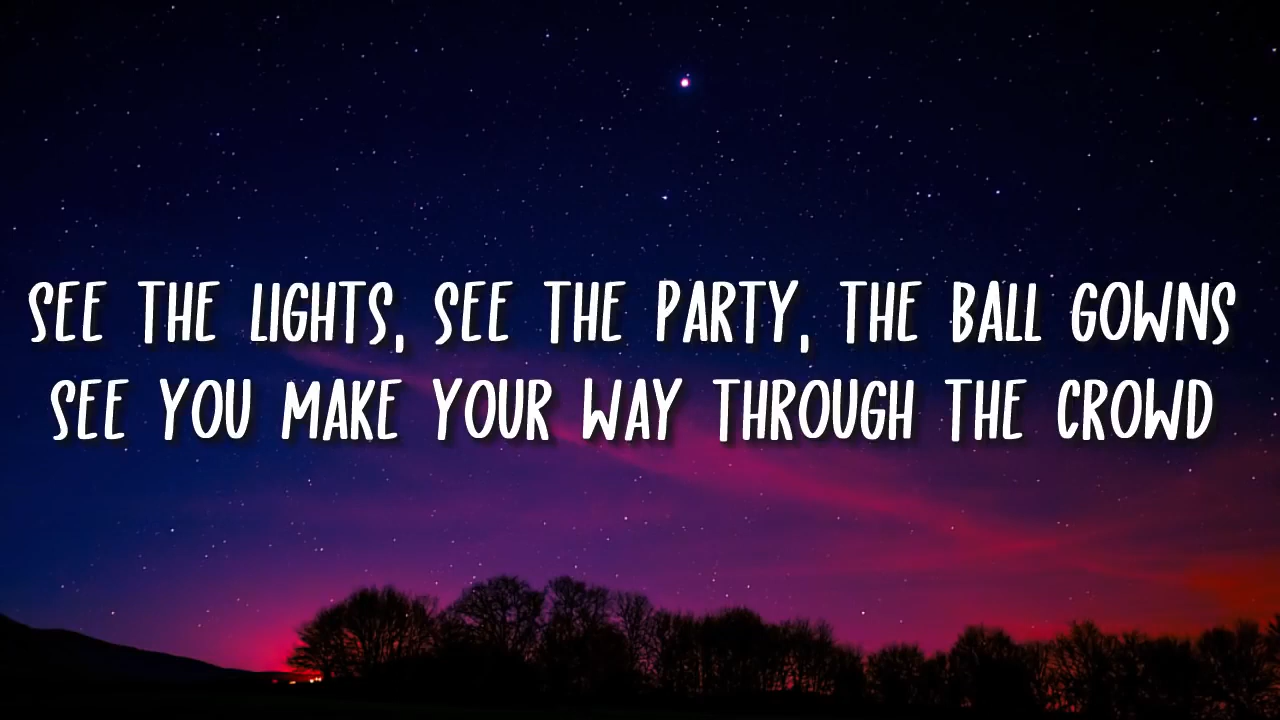 SEE THE LIGHTS, SEE THE PARTY, THE BALL GOWNS
SEE YOU MAKE YOUR WAY THROUGH THE CROWD